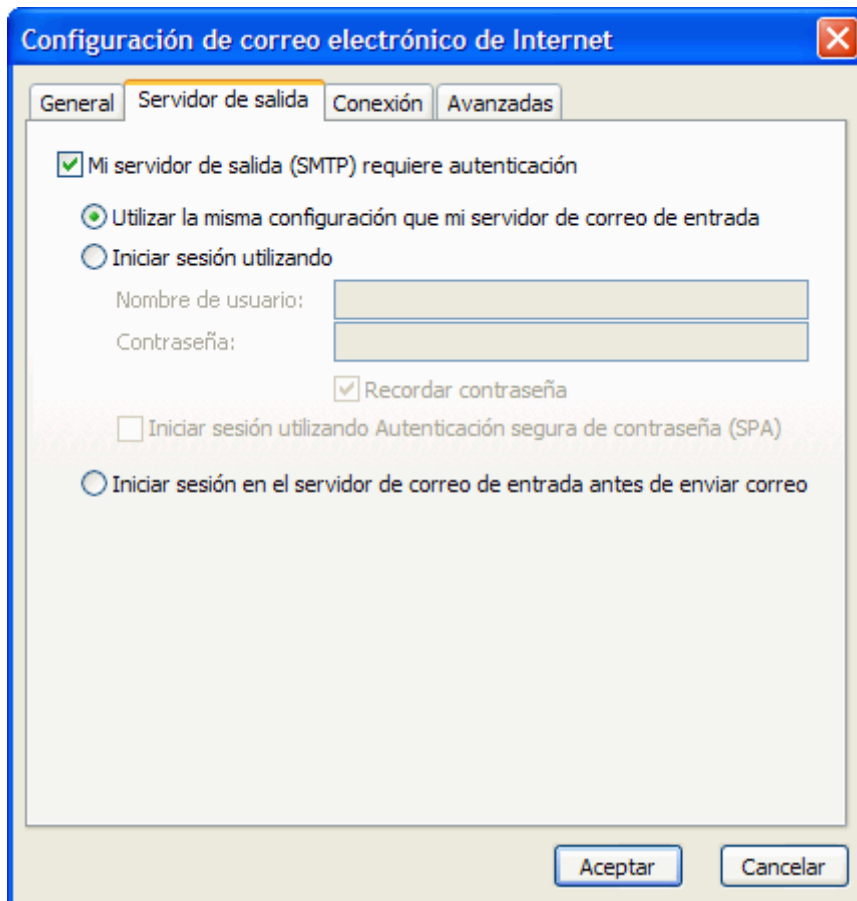 Configuración de correo electrónico de Internet
General Servidor de salida Conexión Avanzadas
Mi servidor de salida (SMTP) requiere autenticación
Utilizar la misma configuración que mi servidor de correo de entrada
Iniciar sesión utilizando
Nombre de usuario:
Contraseña:
Recordar contraseña
Iniciar sesión utilizando Autenticación segura de contraseña (SPA)
Iniciar sesión en el servidor de correo de entrada antes de enviar correo
Aceptar Cancelar